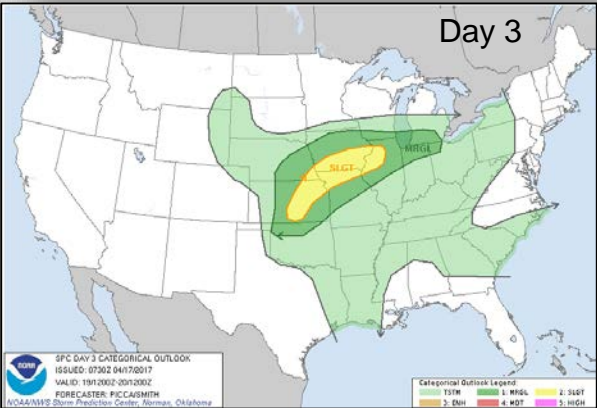 Day 3
MRGL
SLGT
NOAA
SPC DAY 3 CATEGORICAL OUTLOOK
ISSUED: 0730Z 04/17/2017
VALID: 19/1200Z-20/1200Z
FORECASTER: PICCA/SMITH
NOAA/NWS Storm Prediction Center, Norman, Oklahoma
Categorical Outlook Legend:
TSTM 1: MRGL 2: SLGT
3: ENH 4: MDT 5: HIGH